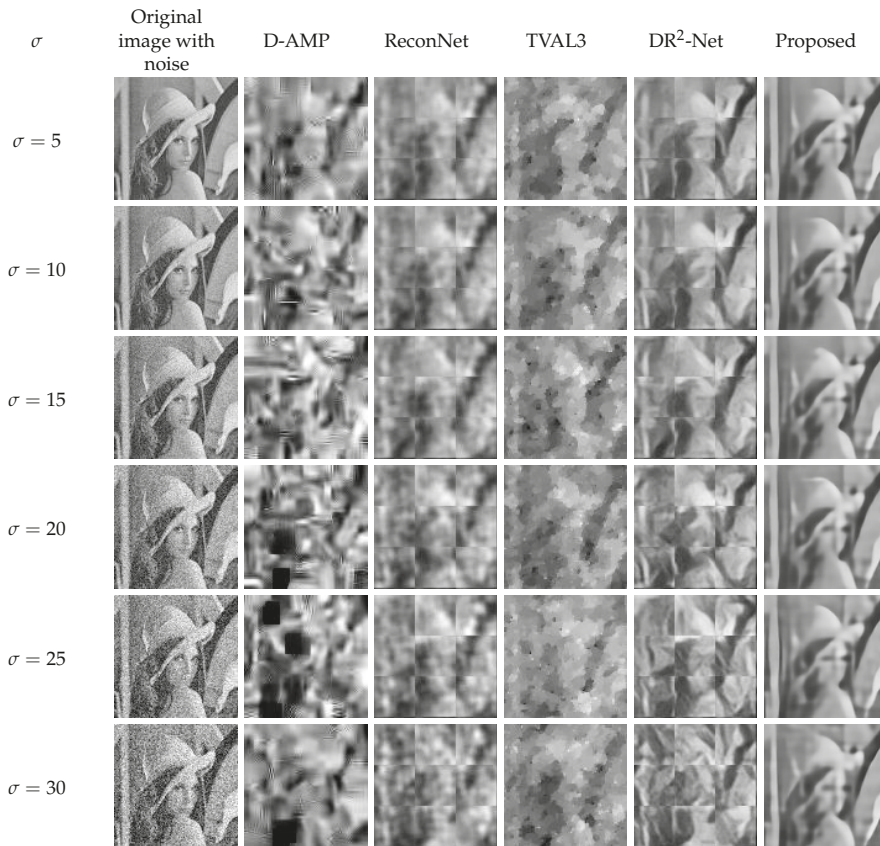 σ
Original
image with
noise
D-AMP
ReconNet
TVAL3
DR²-Net
Proposed
σ = 5
σ = 10
σ = 15
σ = 20
σ = 25
σ = 30